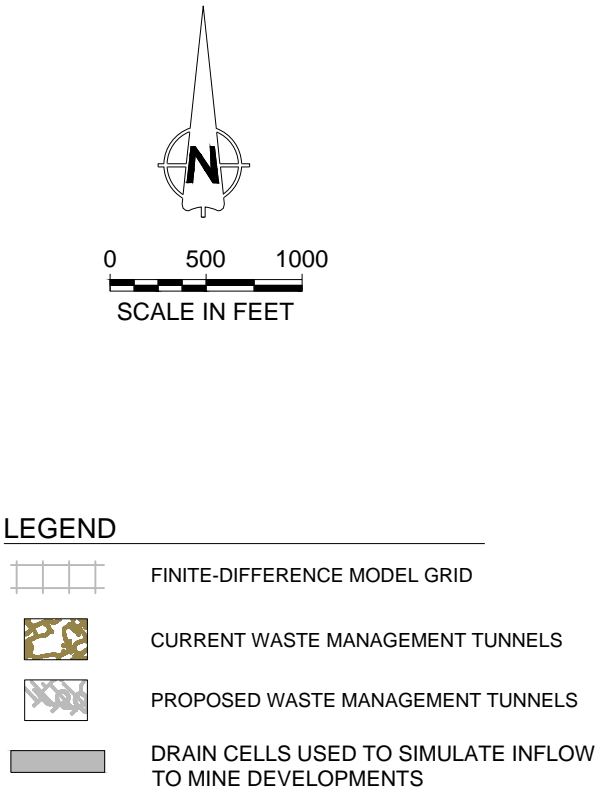 N
0 500 1000
SCALE IN FEET
LEGEND
FINITE-DIFFERENCE MODEL GRID
CURRENT WASTE MANAGEMENT TUNNELS
PROPOSED WASTE MANAGEMENT TUNNELS
DRAIN CELLS USED TO SIMULATE INFLOW
TO MINE DEVELOPMENTS